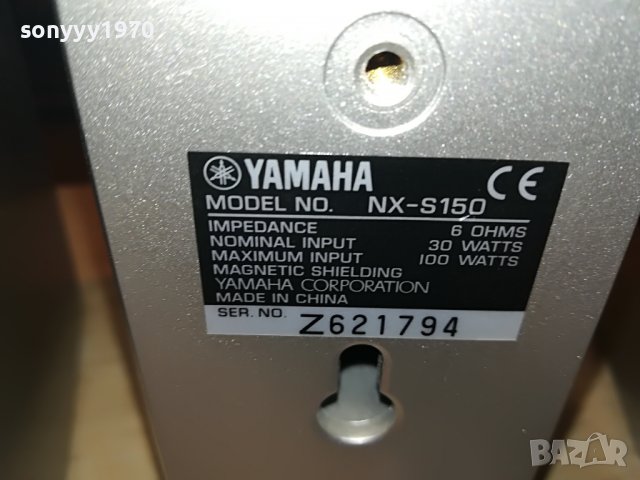 sonyyy1970
YAMAHA CE
MODEL NO. NX-S150
IMPEDANCE 6 OHMS
NOMINAL INPUT 30 WATTS
MAXIMUM INPUT 100 WATTS
MAGNETIC SHIELDING
YAMAHA CORPORATION
MADE IN CHINA
SER. NO. Z621794
BAZAR